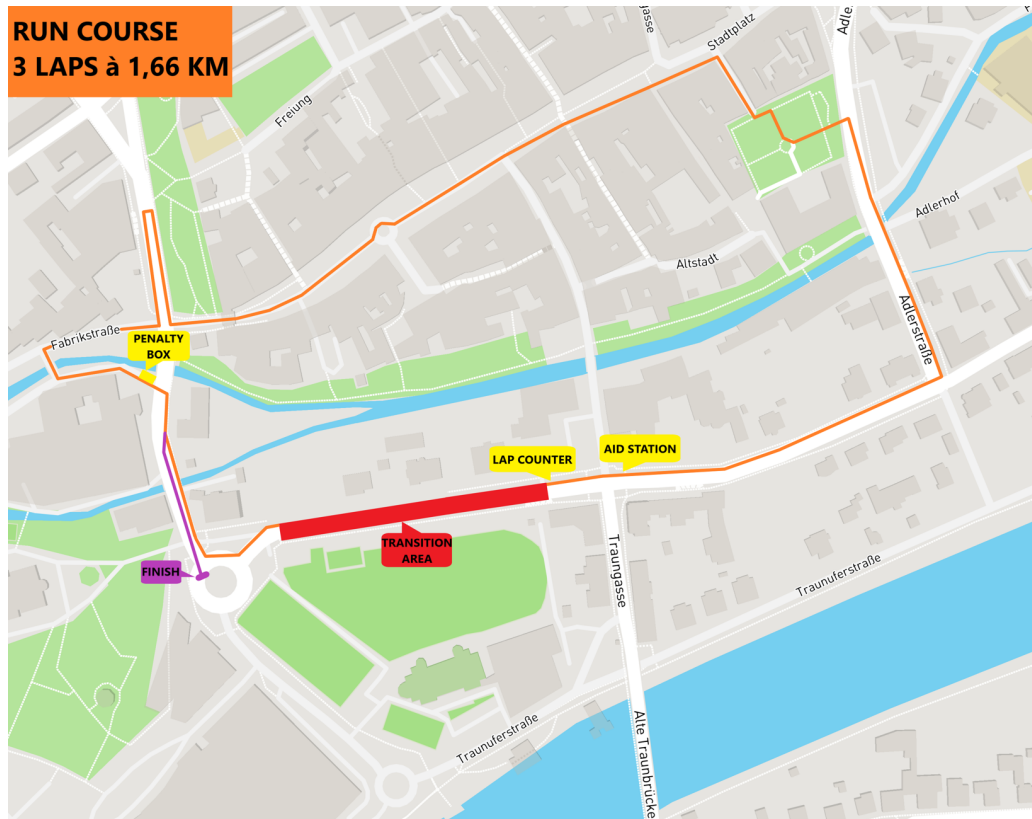 RUN COURSE
3 LAPS à 1,66 KM
Stadtplatz
Freiung
Adlerhof
Altstadt
Adlerstraße
Fabrikstraße
PENALTY
BOX
LAP COUNTER
AID STATION
TRANSITION
AREA
FINISH
Traungasse
Traunuferstraße
Traunuferstraße
Alte Traunbrücke